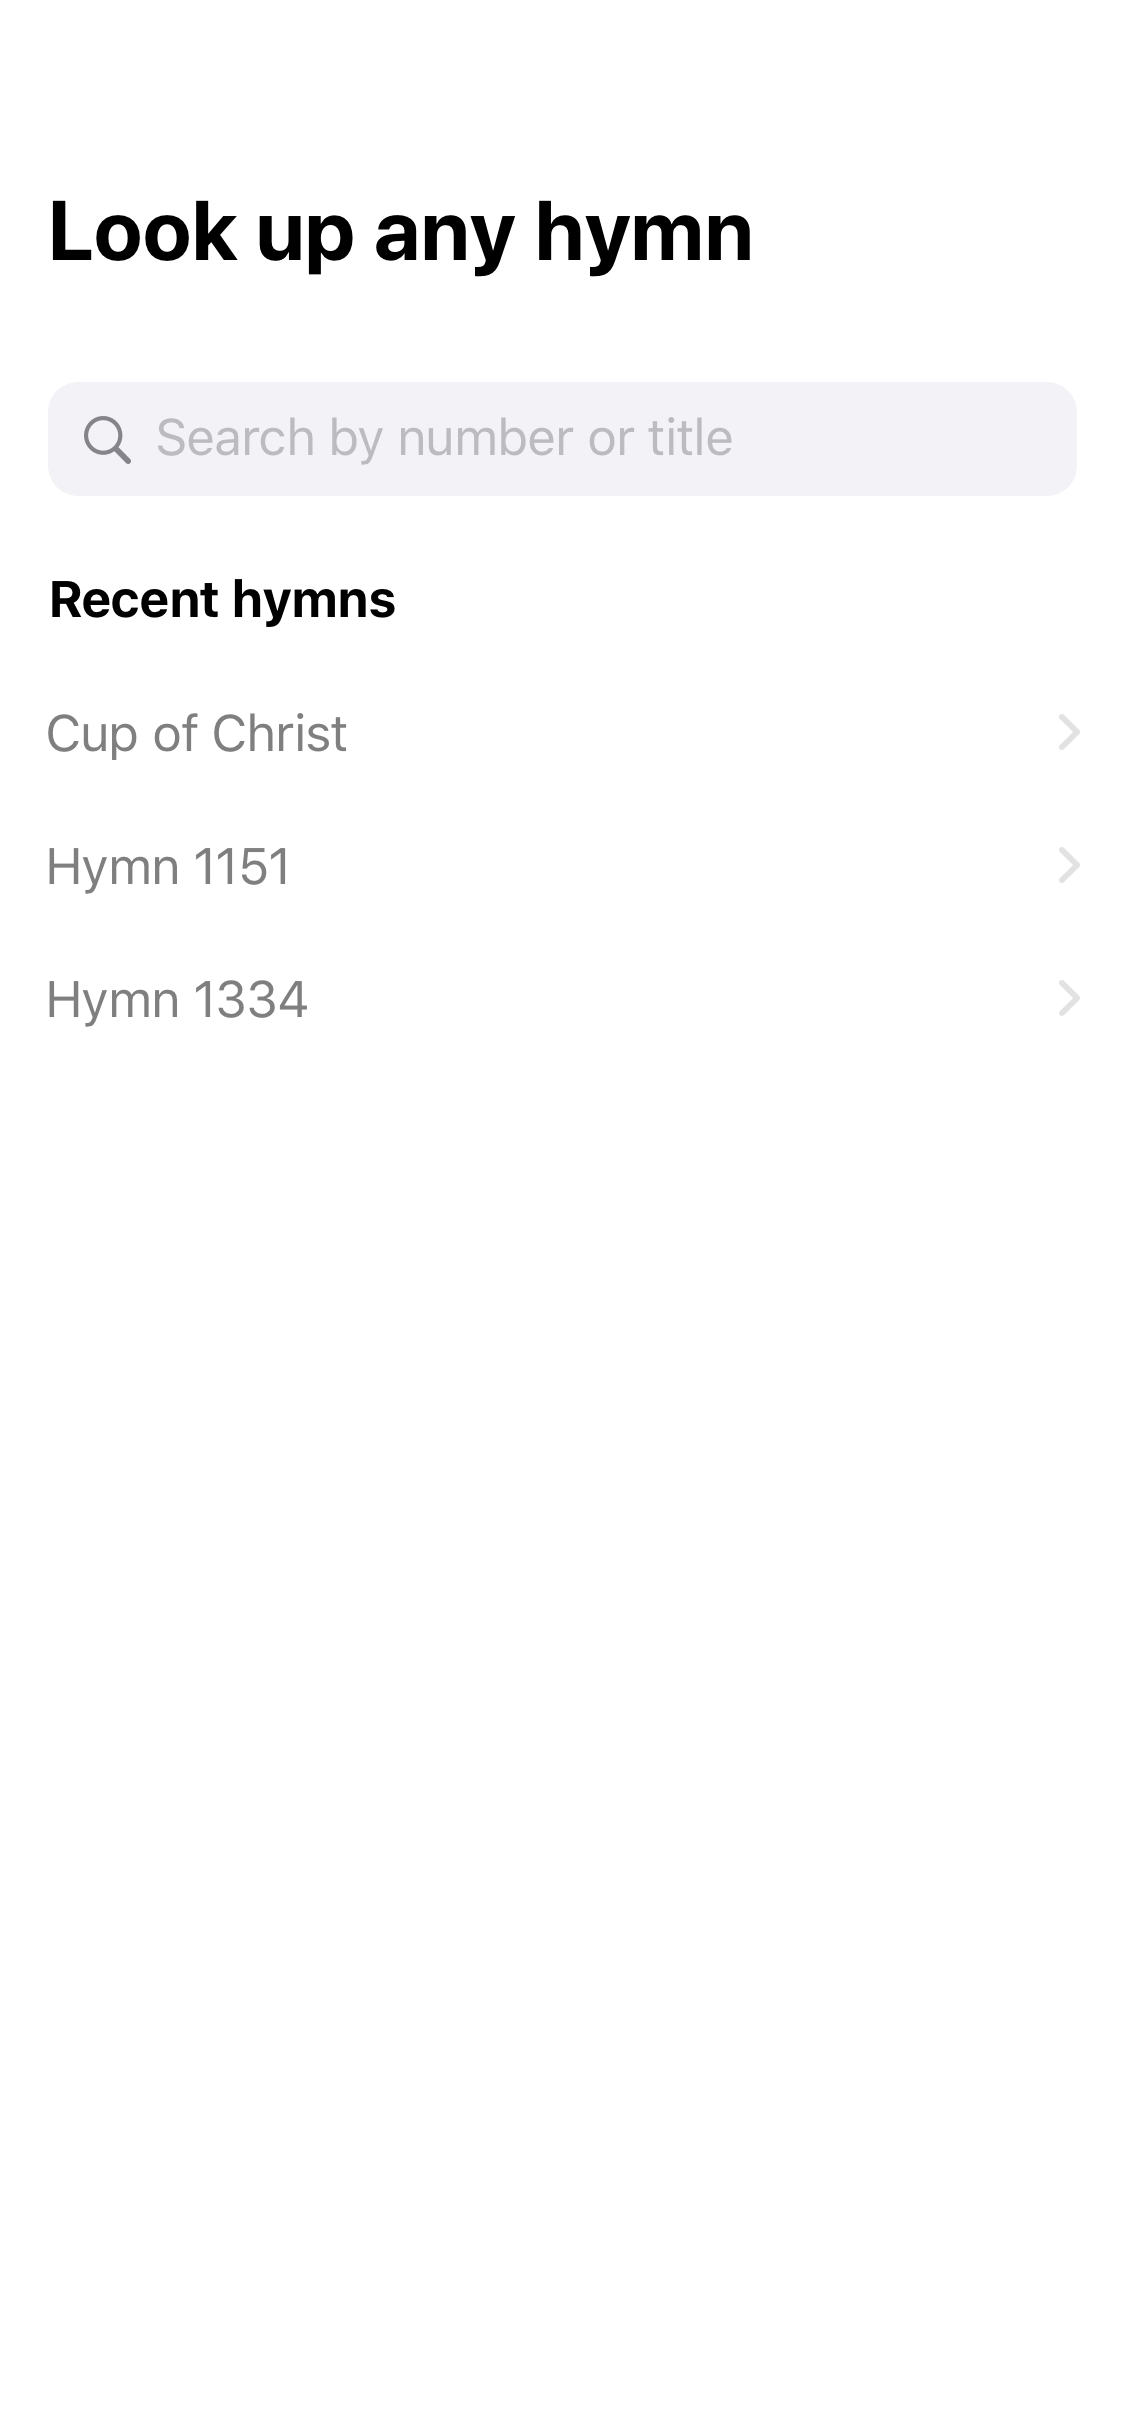 Look up any hymn
Search by number or title
Recent hymns
Cup of Christ
Hymn 1151
Hymn 1334